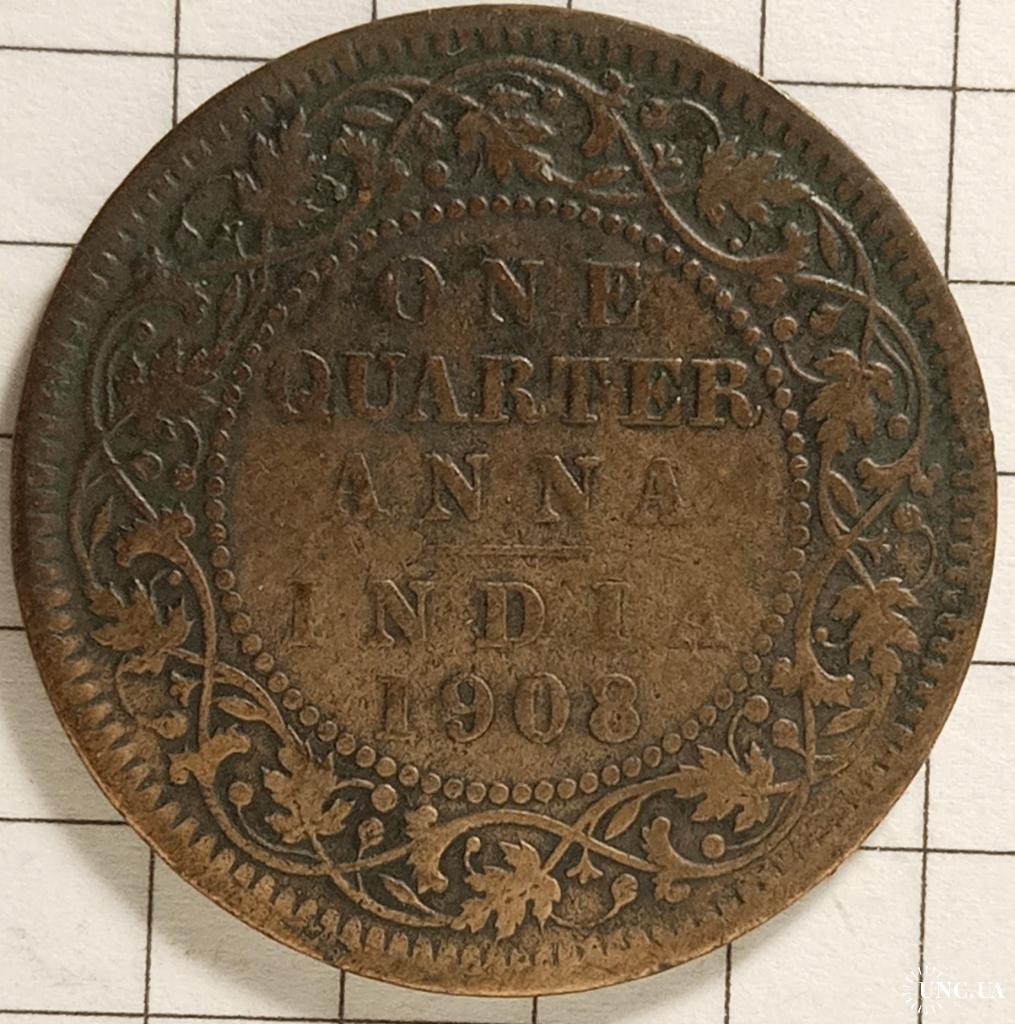 ONE
QUARTER
ANNA
INDIA
1908
UNC.UA